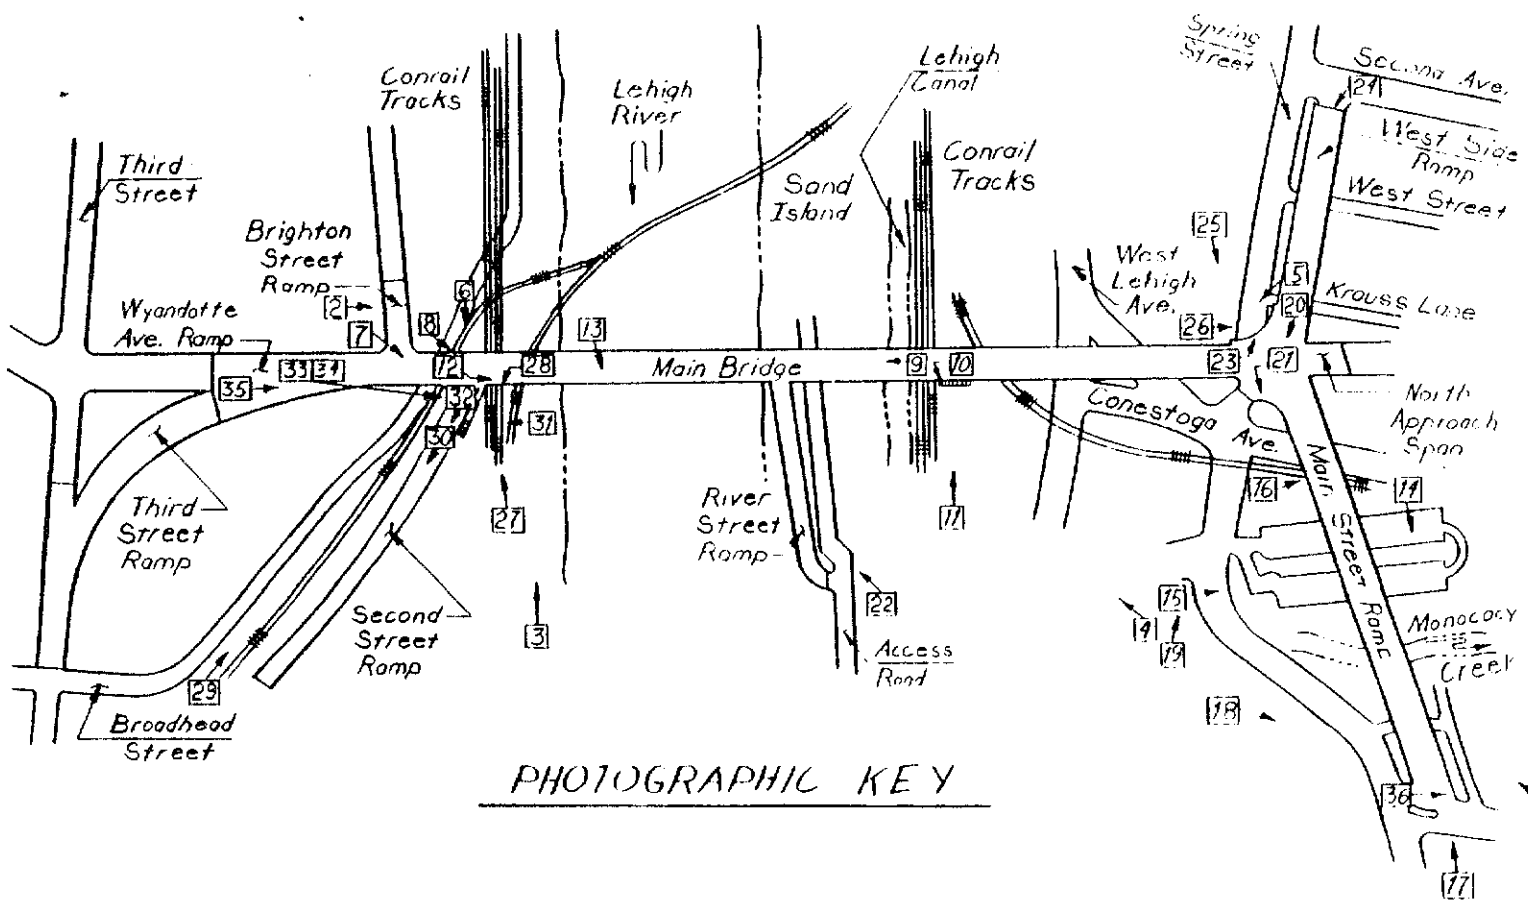 Conrail
Tracks
Lehigh
River
Lehigh
Canal
Spring
Street
Second Ave.
24
West Side
Ramp
West Street
Third
Street
Brighton
Street
Ramp
Wyandotte
Ave. Ramp
2
7
8
6
13
Sand
Island
Conrail
Tracks
25
West
Lehigh
Ave.
5
20
Krauss Lane
26
23
21
33
34
35
12
28
Main Bridge
9
10
32
30
31
27
3
Conestoga Ave.
North
Approach
Span
16
14
Main Street Ramp
Third
Street
Ramp
River
Street
Ramp
11
22
Second
Street
Ramp
Access
Road
15
19
Monocacy
Creek
18
29
Broadhead
Street
36
17
PHOTOGRAPHIC KEY